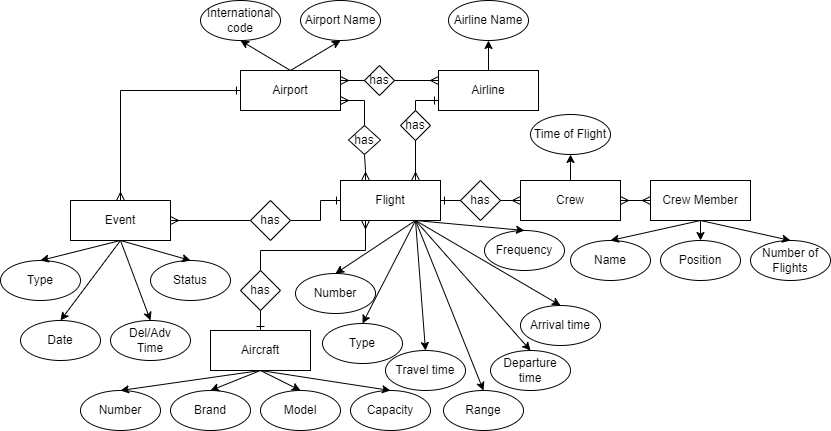 International
code
Airport Name
Airline Name
Airport
has
Airline
has
has
Time of Flight
Event
has
Flight
has
Crew
Crew Member
Type
Status
Date
Del/Adv
Time
has
Number
Type
Travel time
Range
Departure
time
Arrival time
Frequency
Name
Position
Number of
Flights
Aircraft
Number
Brand
Model
Capacity